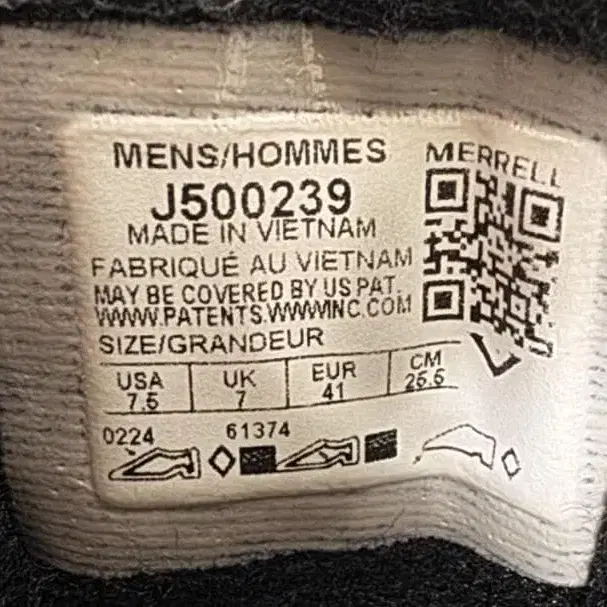 MENS/HOMMES
MERRELL
J500239
MADE IN VIETNAM
FABRIQUÉ AU VIETNAM
MAY BE COVERED BY US PAT.
WWW.PATENTS.WWWINC.COM
SIZE/GRANDEUR
USA UK EUR CM
7.5 7 41 25.5
0224 61374